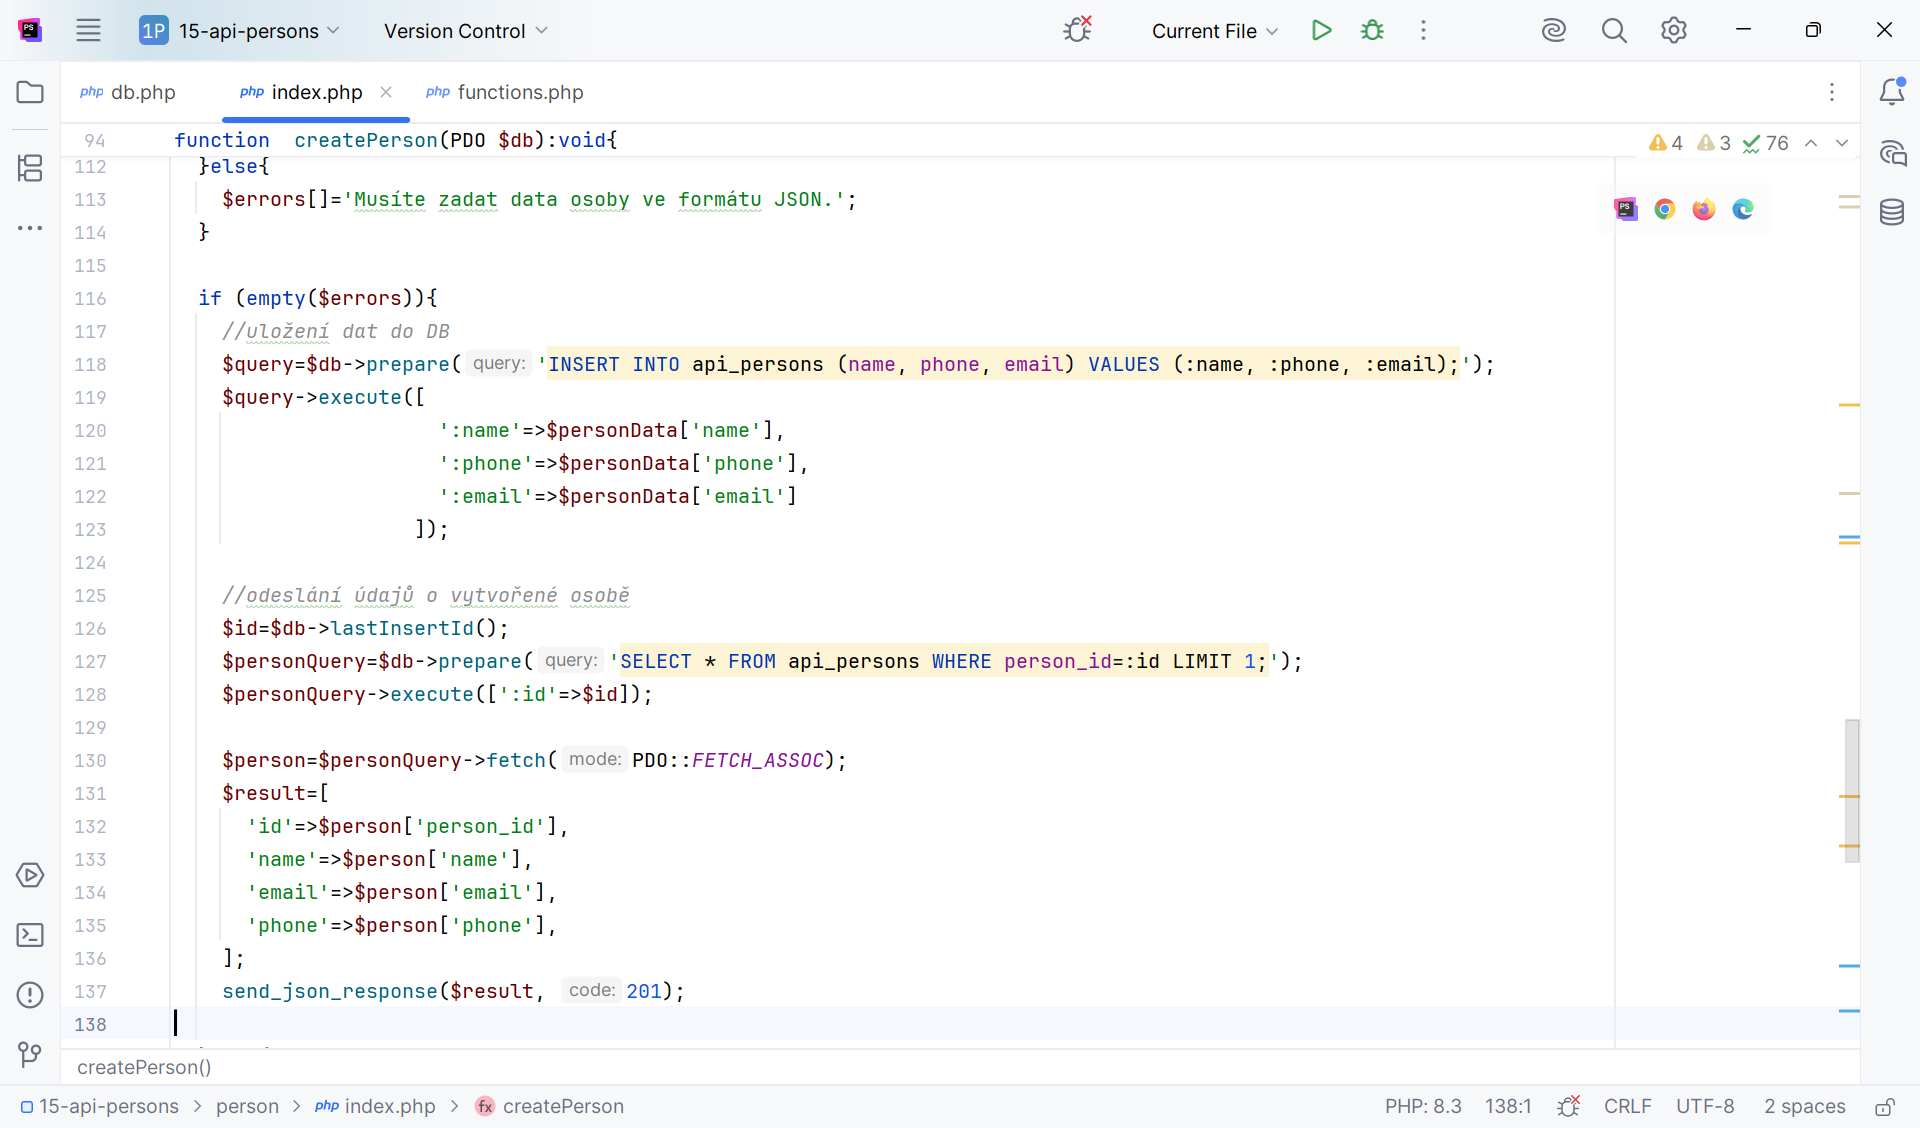 1P 15-api-persons Version Control Current File
php db.php php index.php php functions.php
94 function createPerson(PDO $db):void{ 4 3 76
112 }else{
113 $errors[]='Musíte zadat data osoby ve formátu JSON.';
114 }
115
116 if (empty($errors)){
117 //uložení dat do DB
118 $query=$db->prepare( query: 'INSERT INTO api_persons (name, phone, email) VALUES (:name, :phone, :email);');
119 $query->execute([
120 ':name'=>$personData['name'],
121 ':phone'=>$personData['phone'],
122 ':email'=>$personData['email']
123 ]);
124
125 //odeslání údajů o vytvořené osobě
126 $id=$db->lastInsertId();
127 $personQuery=$db->prepare( query: 'SELECT * FROM api_persons WHERE person_id=:id LIMIT 1;');
128 $personQuery->execute([':id'=>$id]);
129
130 $person=$personQuery->fetch( mode: PDO::FETCH_ASSOC);
131 $result=[
132 'id'=>$person['person_id'],
133 'name'=>$person['name'],
134 'email'=>$person['email'],
135 'phone'=>$person['phone'],
136 ];
137 send_json_response($result, code: 201);
138
createPerson()
15-api-persons > person > php index.php > fx createPerson PHP: 8.3 138:1 CRLF UTF-8 2 spaces